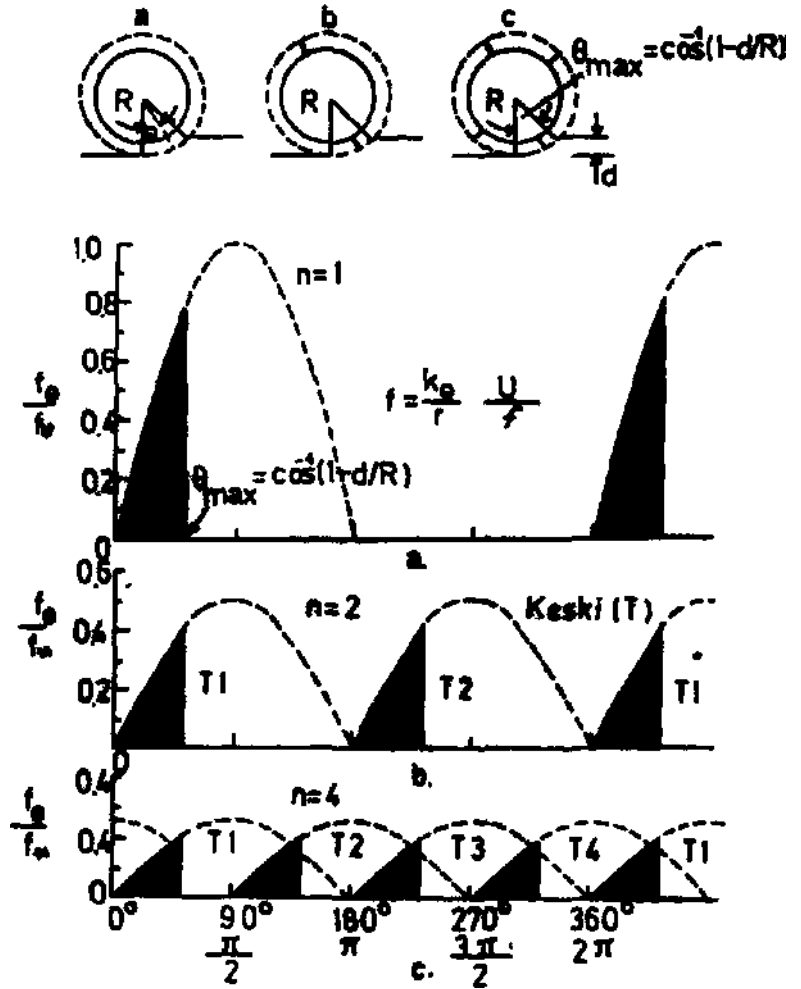 a b c
R R R
θmax = cos⁻¹(1-d/R)
d
1.0
0.8
0.6
0.4
0.2
0
n=1
θmax = cos⁻¹(1-d/R)
a.
0.6
0.4
0.2
0
n=2 Keski (T)
T1 T2 T1
b.
0.4
0.4
0
n=4
T1 T2 T3 T4 T1
0° 90° 180° 270° 360°
π/2 π 3π/2 2π
c.